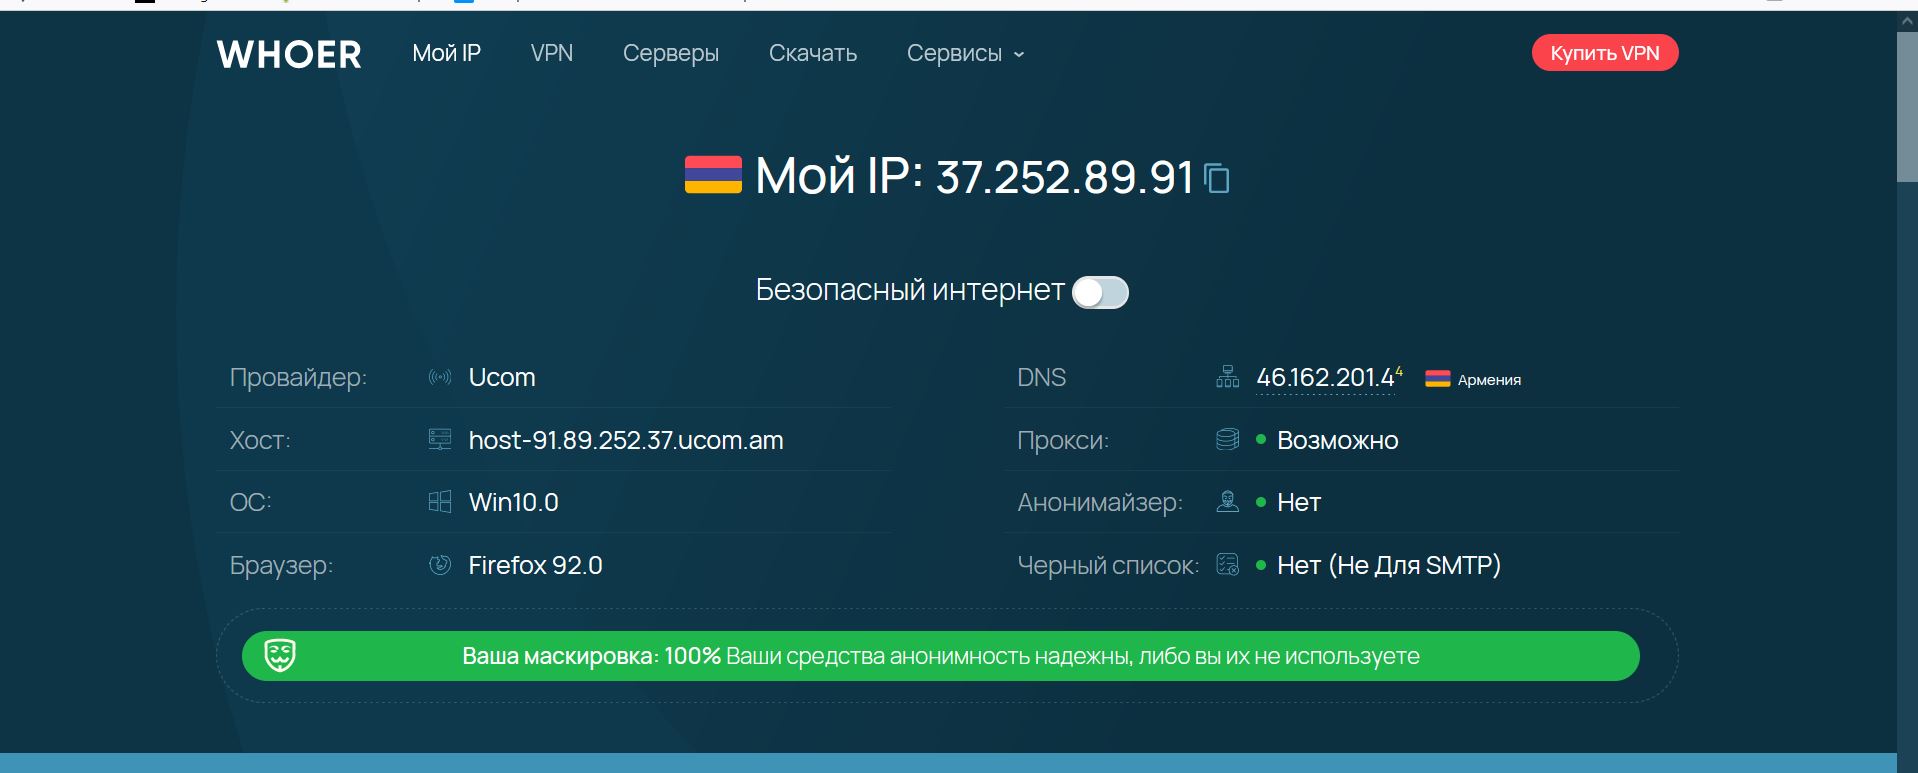 WHOER Мой IP VPN Серверы Скачать Сервисы Купить VPN
Мой IP: 37.252.89.91
Безопасный интернет
Провайдер: Ucom
Хост: host-91.89.252.37.ucom.am
ОС: Win10.0
Браузер: Firefox 92.0
DNS 46.162.201.4 4 Армения
Прокси: Возможно
Анонимайзер: Нет
Черный список: Нет (Не Для SMTP)
Ваша маскировка: 100% Ваши средства анонимность надежны, либо вы их не используете